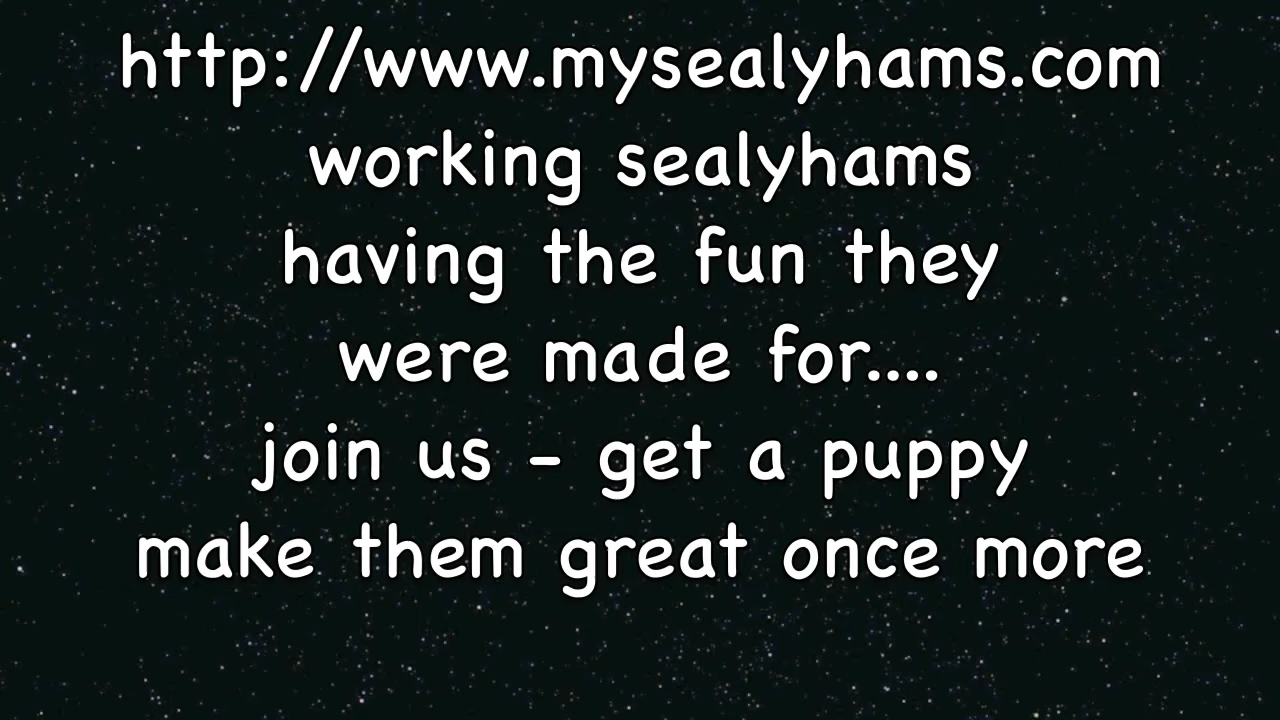 http://www.mysealyhams.com
working sealyhams
having the fun they
were made for....
join us - get a puppy
make them great once more